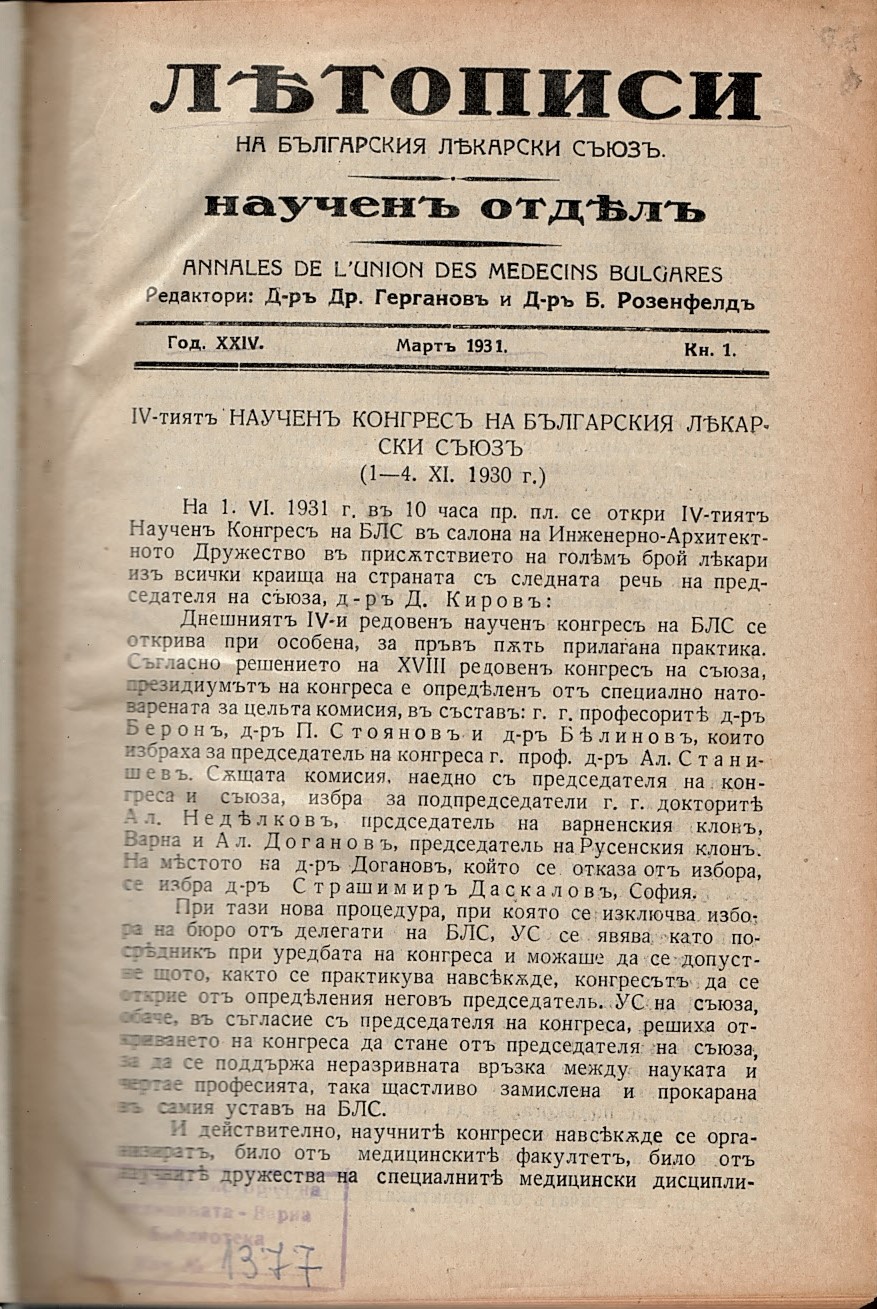 ЛѢТОПИСИ
НА БЪЛГАРСКИЯ ЛѢКАРСКИ СЪЮЗЪ.
НАУЧЕНЪ ОТДѢЛЪ
ANNALES DE L'UNION DES MEDECINS BULGARES
Редактори: Д-ръ Др. Гергановъ и Д-ръ Б. Розенфелдъ
Год. XXIV. Мартъ 1931. Кн. 1.
IV-тиятъ НАУЧЕНЪ КОНГРЕСЪ НА БЪЛГАРСКИЯ ЛѢКАР-
СКИ СЪЮЗЪ
(1—4. XI. 1930 г.)
На 1. VI. 1931 г. въ 10 часа пр. пл. се откри IV-тиятъ
Наученъ Конгресъ на БЛС въ салона на Инженерно-Архитект-
ното Дружество въ присѫтствието на голѣмъ брой лѣкари
изъ всички краища на страната съ следната речь на пред-
седателя на съюза, д-ръ Д. Кировъ:
Днешниятъ IV-и редовенъ наученъ конгресъ на БЛС се
открива при особена, за пръвъ пѫть прилагана практика.
Съгласно решението на XVIII редовенъ конгресъ на съюза,
президиумътъ на конгреса е опредѣленъ отъ специално нато-
варената за цельта комисия, въ съставъ: г. г. професоритѣ д-ръ
Беронъ, д-ръ П. Стояновъ и д-ръ Бѣлиновъ, които
избраха за председатель на конгреса г. проф. д-ръ Ал. Стани-
шевъ. Сѫщата комисия, наедно съ председателя на кон-
греса и съюза, избра за подпредседатели г. г. докторитѣ
Ал. Недѣлковъ, прсдседатель на варненския клонъ,
Варна и Ал. Догановъ, председатель на Русенския клонъ.
На мѣстото на д-ръ Догановъ, който се отказа отъ избора,
се избра д-ръ Страшимиръ Даскаловъ, София.
При тази нова процедура, при която се изключва избо-
ра на бюро отъ делегати на БЛС, УС се явява като по-
срѣдникъ при уредбата на конгреса и можаше да се допуст-
не щото, както се практикува навсѣкѫде, конгресътъ да се
открие отъ опредѣления неговъ председатель. УС на съюза,
обаче, въ съгласие съ председателя на конгреса, решиха от-
криването на конгреса да стане отъ председателя на съюза,
за да се поддържа неразривната връзка между науката и
професията, така щастливо замислена и прокарана
въ самия уставъ на БЛС.
И действително, научнитѣ конгреси навсѣкѫде се орга-
низиратъ, било отъ медицинскитѣ факултетъ, било отъ
научнитѣ дружества на специалнитѣ медицински дисципли-
Варна
1377